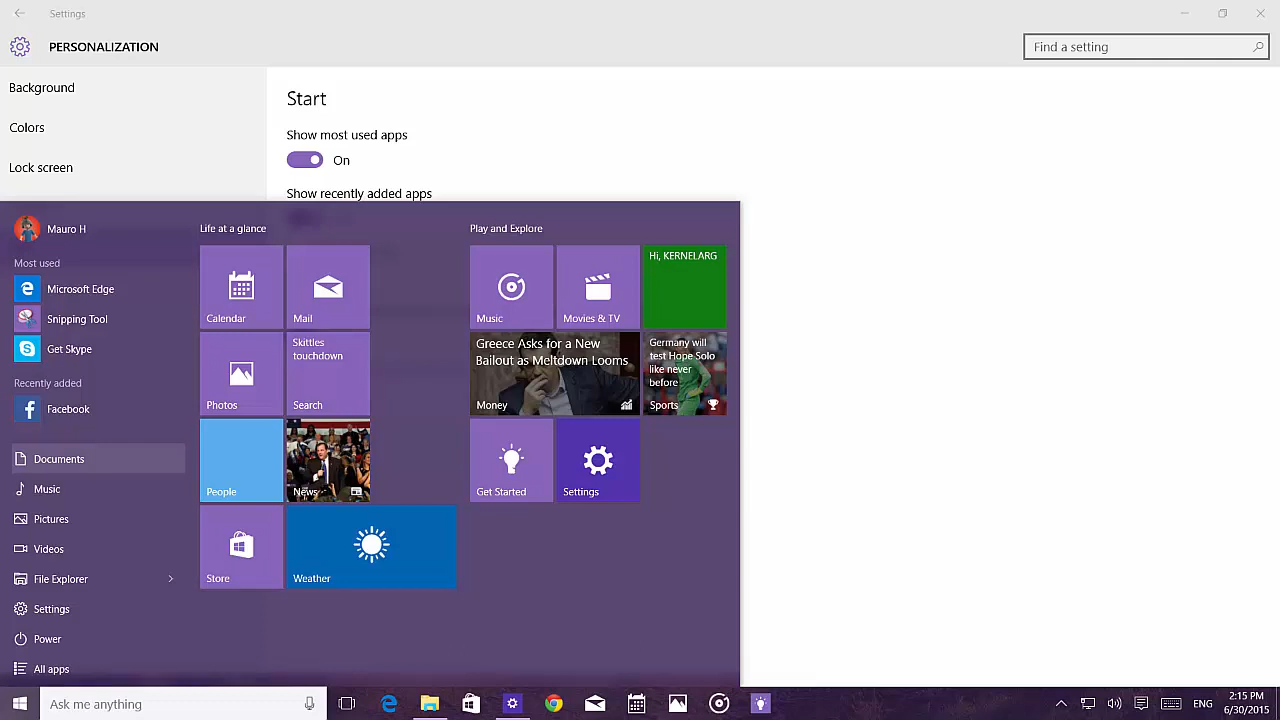 Settings
PERSONALIZATION
Find a setting
Background
Colors
Lock screen
Start
Show most used apps
On
Show recently added apps
Mauro H
Most used
Microsoft Edge
Snipping Tool
Get Skype
Recently added
Facebook
Documents
Music
Pictures
Videos
File Explorer
Settings
Power
All apps
Life at a glance
Calendar
Mail
Photos
Skittles
touchdown
Search
People
News
Store
Weather
Play and Explore
Music
Movies & TV
Hi, KERNELARG
Greece Asks for a New
Bailout as Meltdown Looms
Money
Germany will
test Hope Solo
like never
before
Sports
Get Started
Settings
Ask me anything
ENG
2:15 PM
6/30/2015